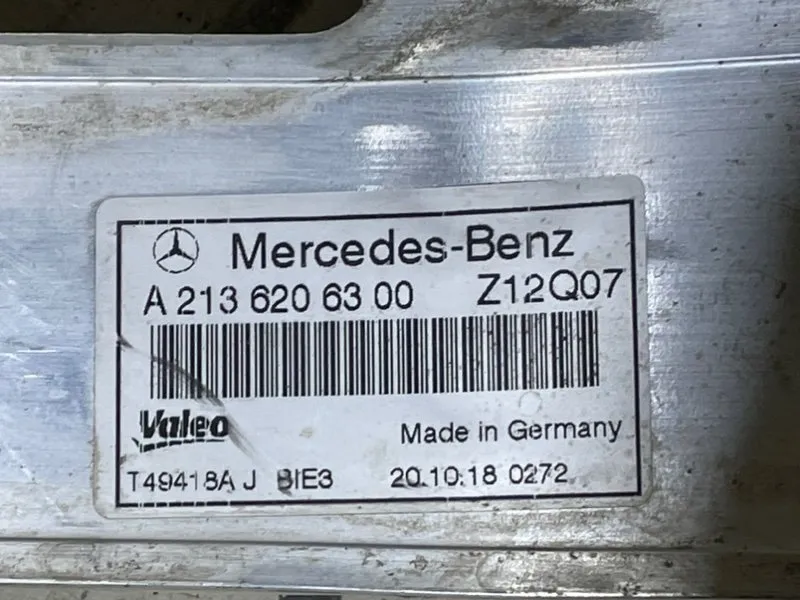 Mercedes-Benz
A 213 620 63 00 Z12Q07
Valeo
Made in Germany
T49418A J BIE3 20.10.18 0272